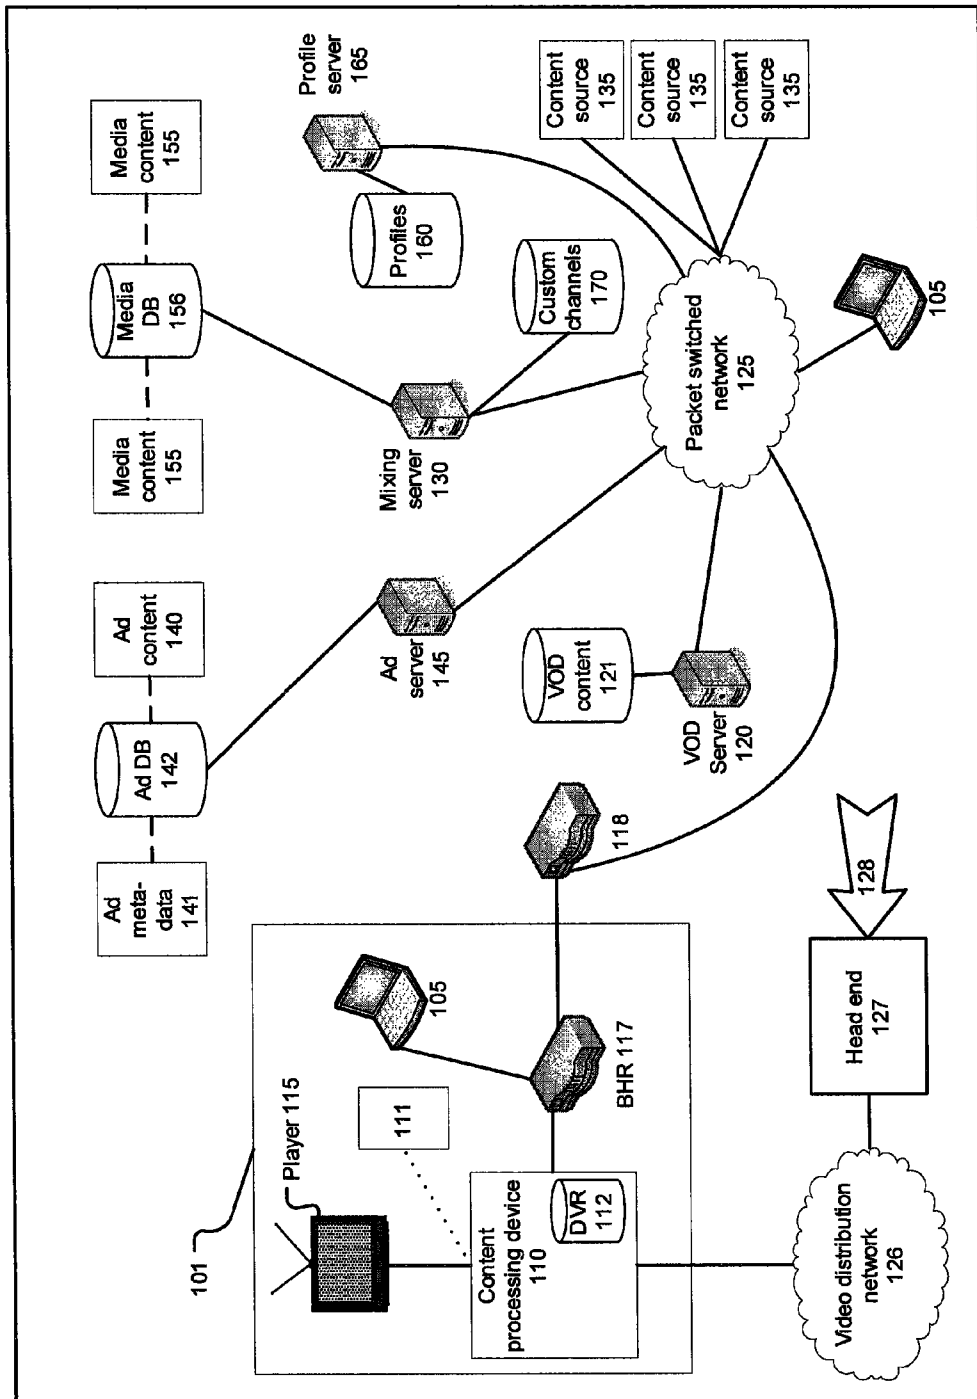 Ad
meta-
data
141
Ad DB
142
Ad
content
140
Media
content
155
Media
DB
156
Media
content
155
101
Player 115
111
105
Content
processing device
110
DVR
112
BHR 117
118
Ad
server
145
Mixing
server
130
Profile
server
165
Profiles
160
Custom
channels
170
VOD
content
121
VOD
Server
120
Packet switched
network
125
Content
source
135
Content
source
135
Content
source
135
105
Video distribution
network
126
Head end
127
128